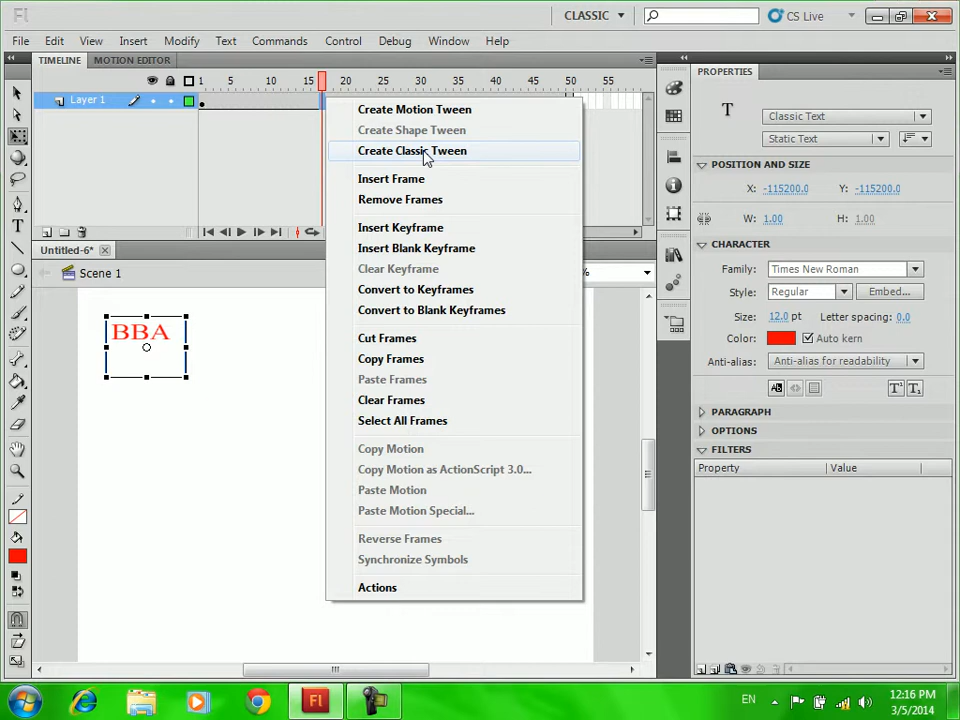 Fl
CLASSIC
CS Live
File Edit View Insert Modify Text Commands Control Debug Window Help
TIMELINE MOTION EDITOR
1 5 10 15 20 25 30 35 40 45 50 55
Layer 1
Create Motion Tween
Create Shape Tween
Create Classic Tween
Insert Frame
Remove Frames
Insert Keyframe
Insert Blank Keyframe
Clear Keyframe
Convert to Keyframes
Convert to Blank Keyframes
Cut Frames
Copy Frames
Paste Frames
Clear Frames
Select All Frames
Copy Motion
Copy Motion as ActionScript 3.0...
Paste Motion
Paste Motion Special...
Reverse Frames
Synchronize Symbols
Actions
Untitled-6*
Scene 1
%
BBA
PROPERTIES
T
Classic Text
Static Text
POSITION AND SIZE
X: -115200.0 Y: -115200.0
W: 1.00 H: 1.00
CHARACTER
Family: Times New Roman
Style: Regular Embed...
Size: 12.0 pt Letter spacing: 0.0
Color: Auto kern
Anti-alias: Anti-alias for readability
PARAGRAPH
OPTIONS
FILTERS
Property Value
Fl
EN
12:16 PM
3/5/2014